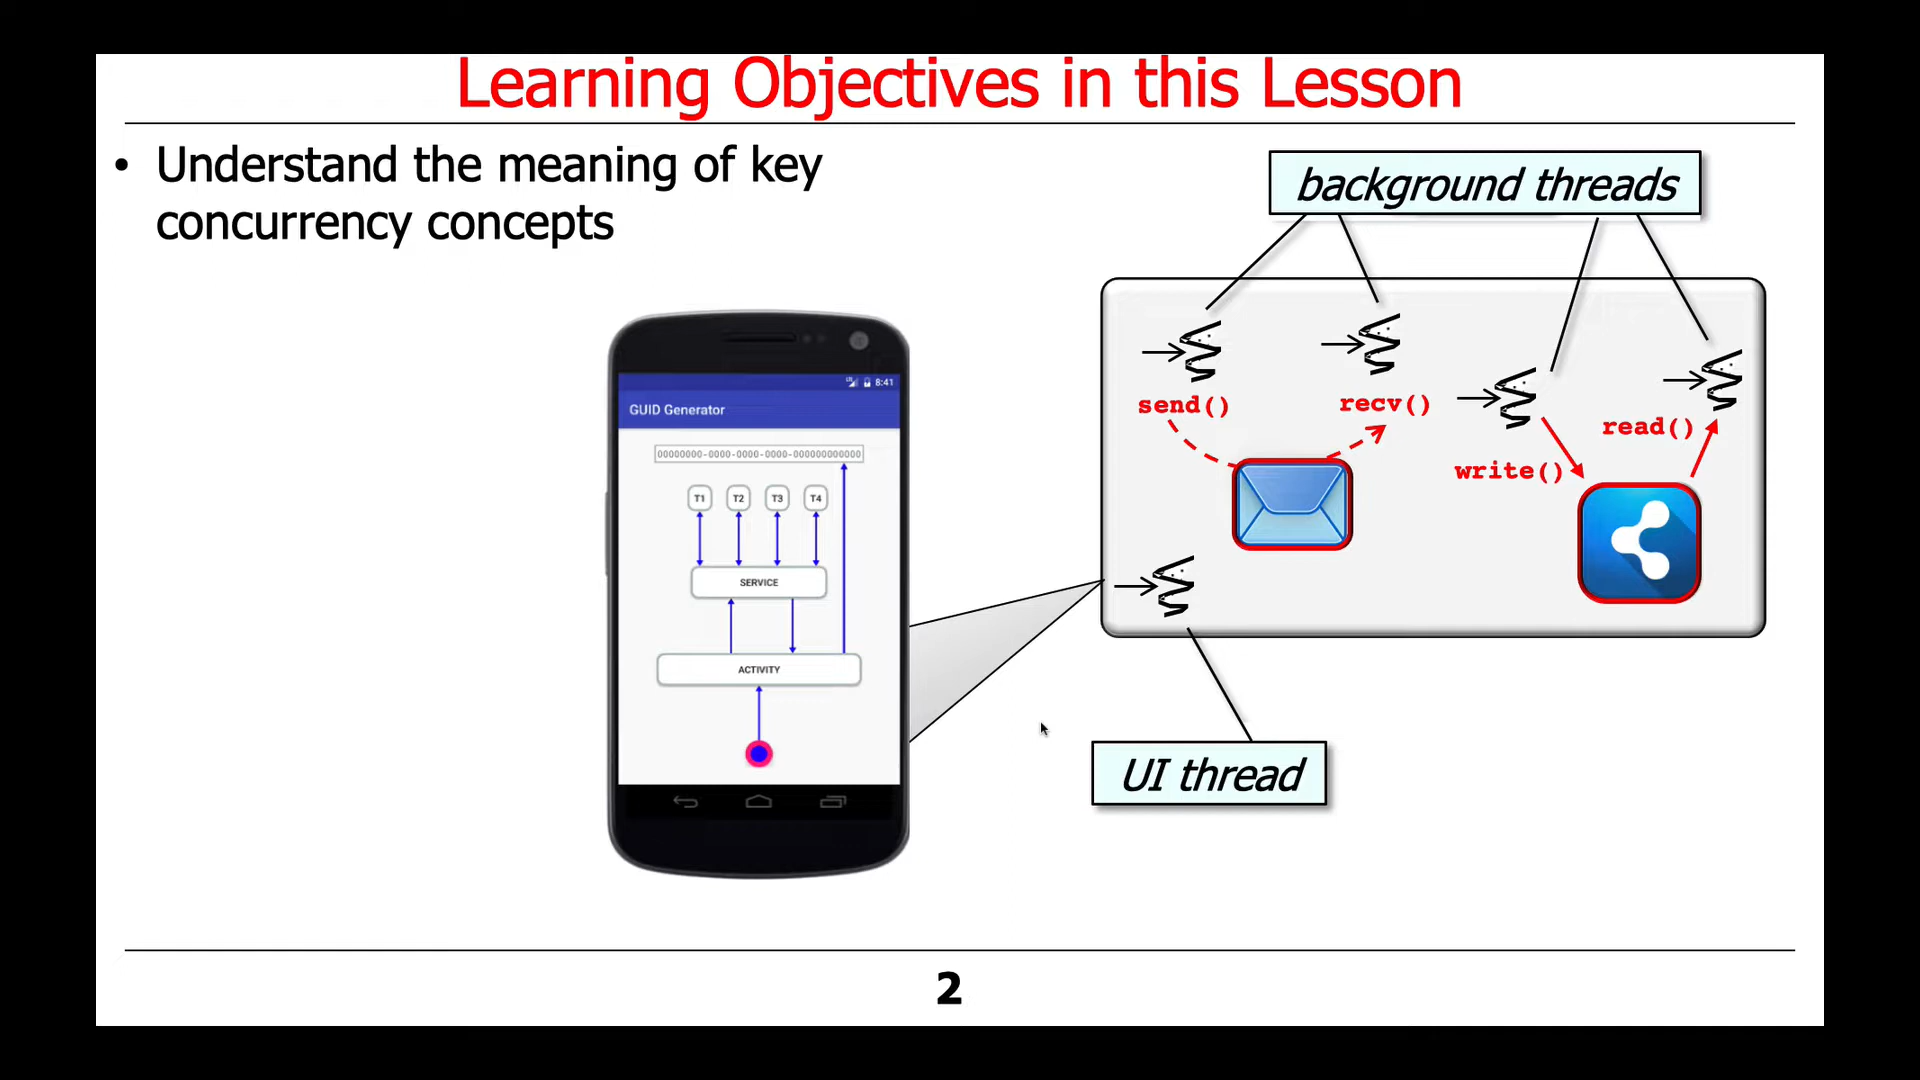 Learning Objectives in this Lesson
• Understand the meaning of key
concurrency concepts
background threads
send()
recv()
read()
write()
8:41
GUID Generator
00000000-0000-0000-0000-000000000000
T1 T2 T3 T4
SERVICE
ACTIVITY
UI thread
2